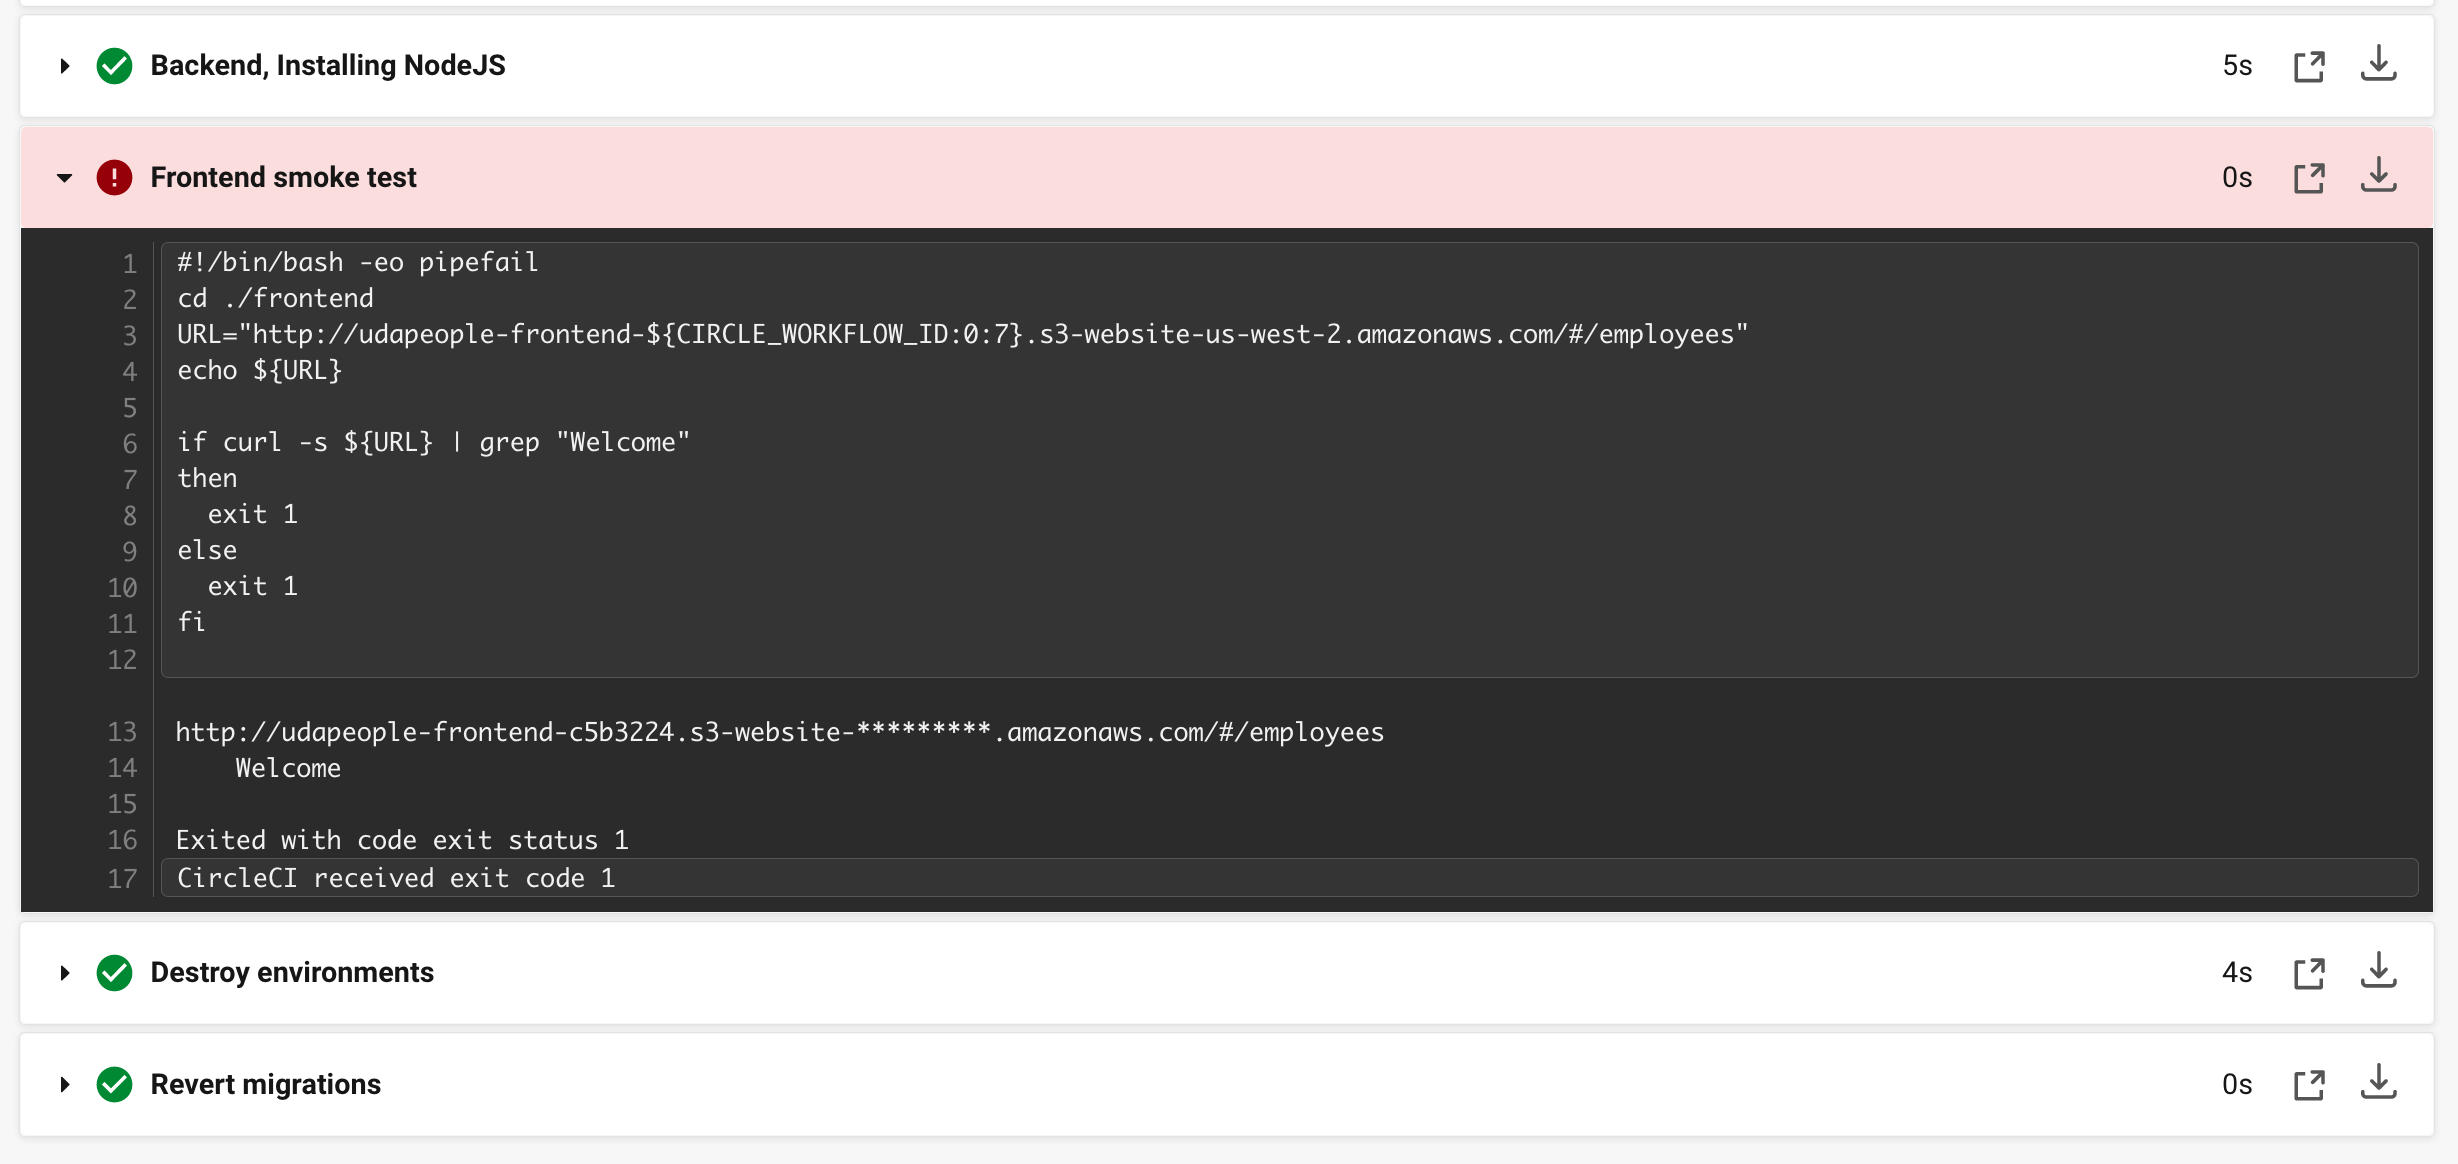 Backend, Installing NodeJS 5s
Frontend smoke test 0s
1 #!/bin/bash -eo pipefail
2 cd ./frontend
3 URL="http://udapeople-frontend-${CIRCLE_WORKFLOW_ID:0:7}.s3-website-us-west-2.amazonaws.com/#/employees"
4 echo ${URL}
5
6 if curl -s ${URL} | grep "Welcome"
7 then
8   exit 1
9 else
10   exit 1
11 fi
12
13 http://udapeople-frontend-c5b3224.s3-website-*********.amazonaws.com/#/employees
14     Welcome
15
16 Exited with code exit status 1
17 CircleCI received exit code 1
Destroy environments 4s
Revert migrations 0s